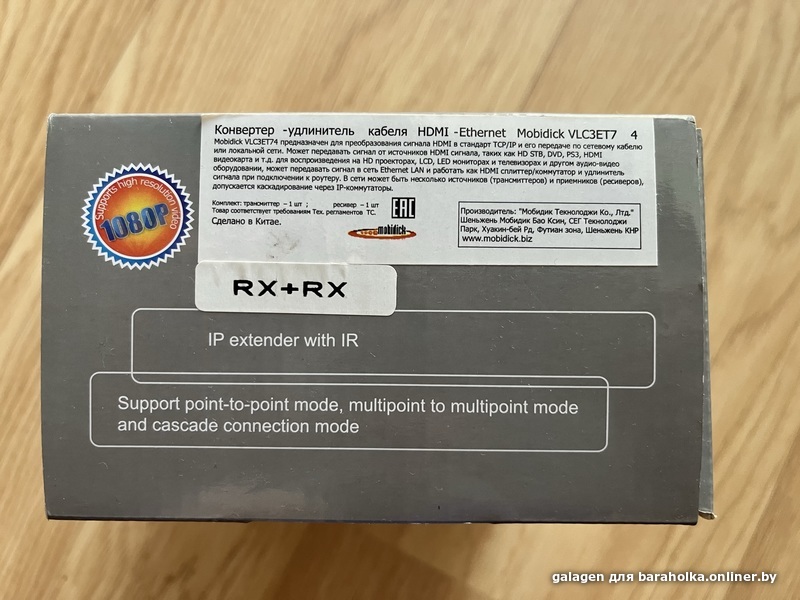 Конвертер -удлинитель кабеля HDMI -Ethernet Mobidick VLC3ET7 4
Mobidick VLC3ET74 предназначен для преобразования сигнала HDMI в стандарт TCP/IP и его передаче по сетевому кабелю
или локальной сети. Может передавать сигнал от источников HDMI сигнала, таких как HD STB, DVD, PS3, HDMI
видеокарта и т.д. для воспроизведения на HD проекторах, LCD, LED мониторах и телевизорах и другом аудио-видео
оборудовании, может передавать сигнал в сеть Ethernet LAN и работать как HDMI сплиттер/коммутатор и удлинитель
сигнала при подключении к роутеру. В сети может быть несколько источников (трансмиттеров) и приемников (ресиверов),
допускается каскадирование через IP-коммутаторы.
Комплект: трансмиттер – 1 шт ; ресивер – 1 шт
Товар соответствует требованиям Тех. регламентов ТС.
Сделано в Китае.
EAC
mobidick
Производитель: "Мобидик Текнолоджи Ко., Лтд."
Шеньжень Мобидик Бао Ксин, СЕГ Текнолоджи
Парк, Хуакин-бей Рд, Футиан зона, Шеньжень КНР
www.mobidick.biz
Supports high resolution video
1080P
RX+RX
IP extender with IR
Support point-to-point mode, multipoint to multipoint mode
and cascade connection mode
galagen для baraholka.onliner.by